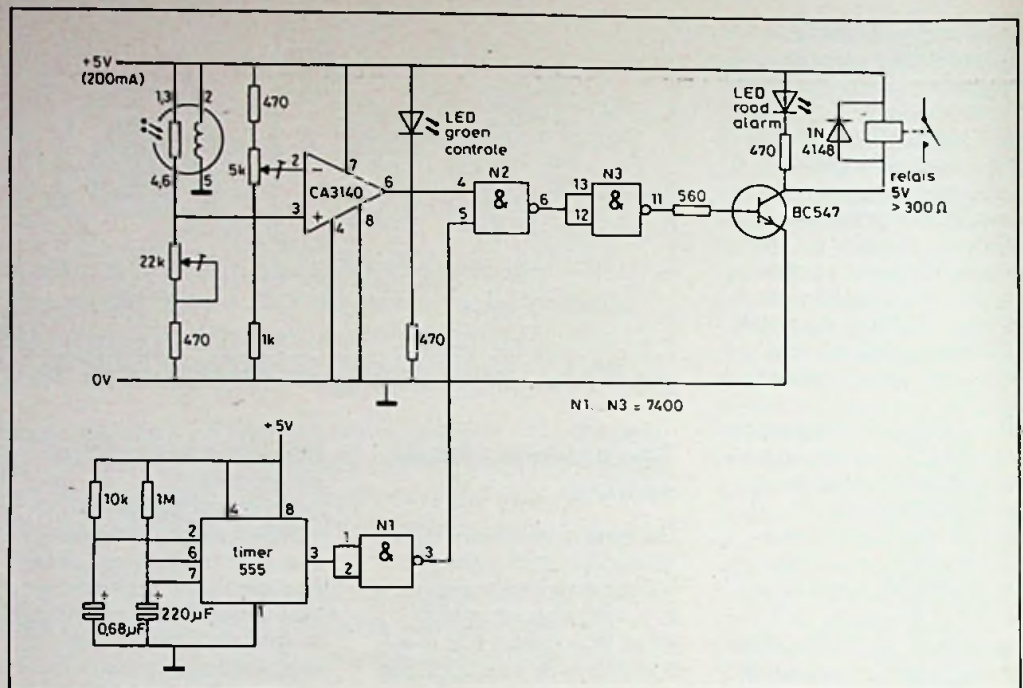 +5V
(200mA)
1,3
2
4,6
5
470
5k
22k
470
1k
2
−
3
+
7
CA3140
6
4
8
LED
groen
controle
470
N2
4
5
&
6
N3
13
12
&
11
560
LED
rood
alarm
470
1N
4148
BC547
relais
5V
> 300Ω
0V
N1. N3 = 7400
+5V
10k
1M
4
8
2
6
7
timer
555
3
1
+
0,68µF
+
220µF
N1
1
2
&
3